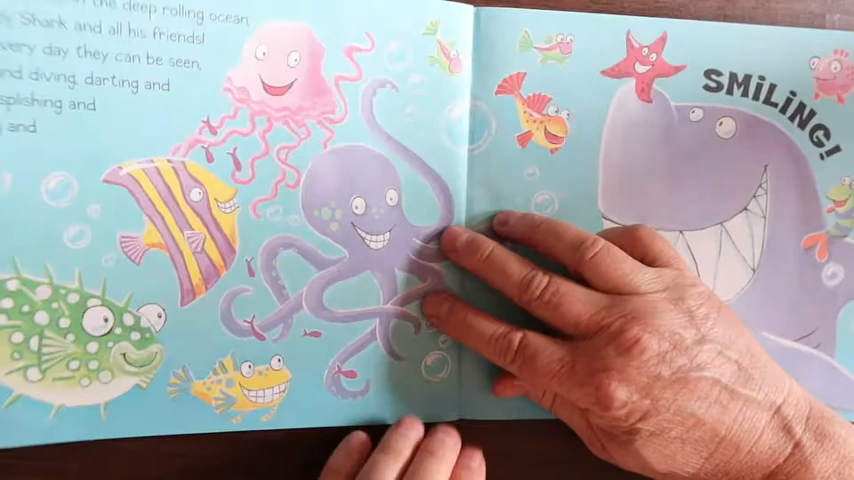 in the deep rolling ocean,
Shark and all his friends!
very day, they can be seen,
nd diving, darting and
splishing and
and
SMILING!